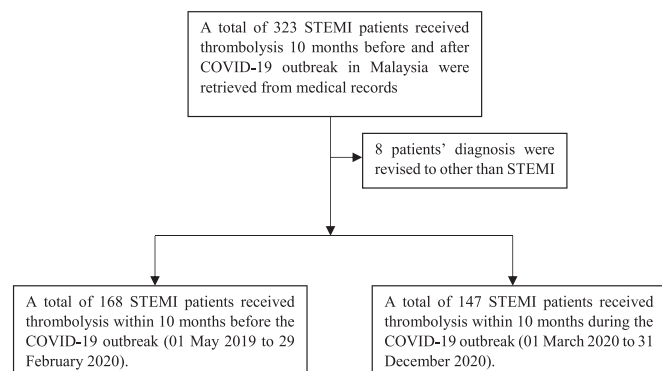 A total of 323 STEMI patients received
thrombolysis 10 months before and after
COVID-19 outbreak in Malaysia were
retrieved from medical records
8 patients' diagnosis were
revised to other than STEMI
A total of 168 STEMI patients received
thrombolysis within 10 months before the
COVID-19 outbreak (01 May 2019 to 29
February 2020).
A total of 147 STEMI patients received
thrombolysis within 10 months during the
COVID-19 outbreak (01 March 2020 to 31
December 2020).